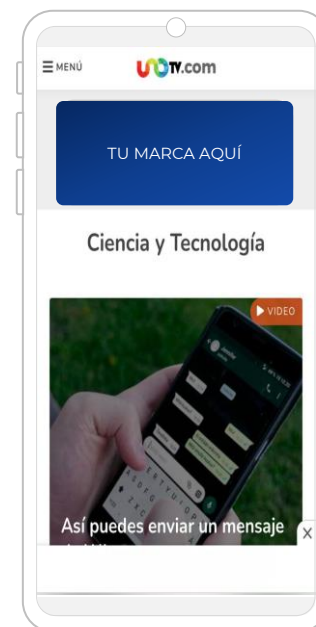 MENÚ
UNOTV.com
TU MARCA AQUÍ
Ciencia y Tecnología
VIDEO
Así puedes enviar un mensaje
X